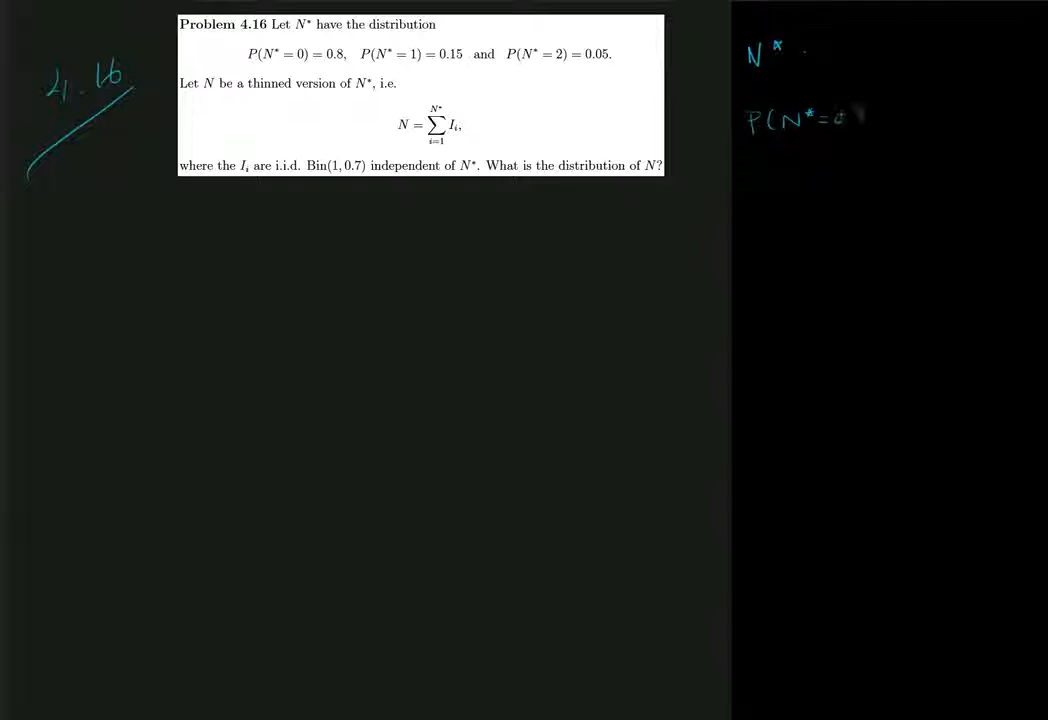 4.16
Problem 4.16 Let N* have the distribution
P(N* = 0) = 0.8, P(N* = 1) = 0.15 and P(N* = 2) = 0.05.
Let N be a thinned version of N*, i.e.
N = \sum_{i=1}^{N*} I_i,
where the I_i are i.i.d. Bin(1, 0.7) independent of N*. What is the distribution of N?
N*
P(N*=0